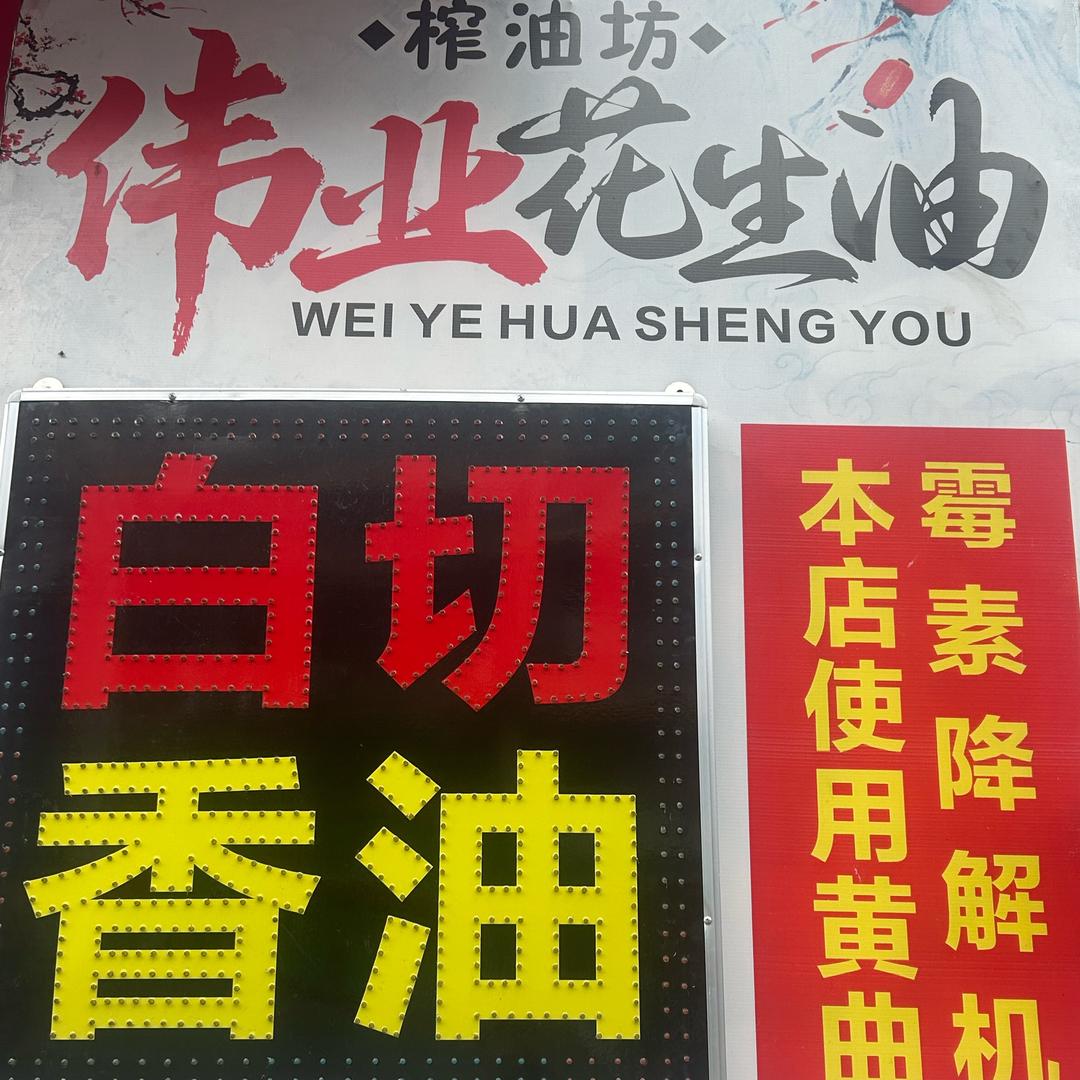 榨油坊
伟业花生油
WEI YE HUA SHENG YOU
白切
香油
本店使用黄曲
霉素降解机